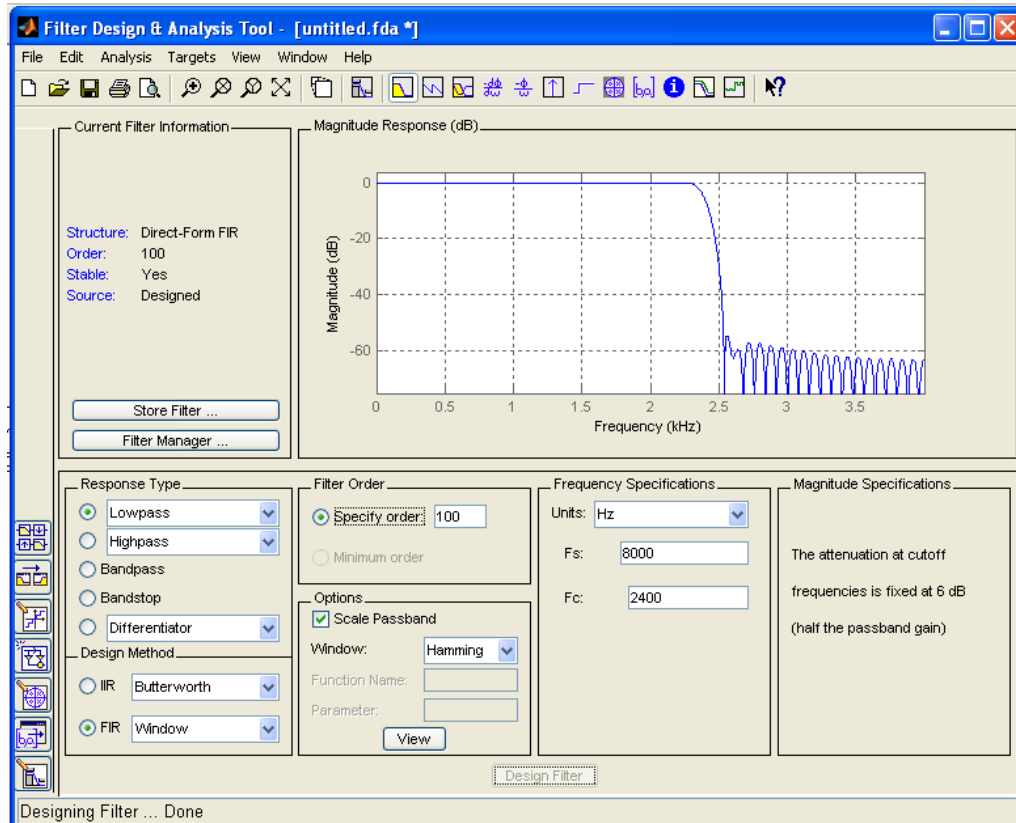 Filter Design & Analysis Tool - [untitled.fda *]
File Edit Analysis Targets View Window Help
Current Filter Information
Structure: Direct-Form FIR
Order: 100
Stable: Yes
Source: Designed
Store Filter ...
Filter Manager ...
Magnitude Response (dB)
Magnitude (dB)
0
-20
-40
-60
0 0.5 1 1.5 2 2.5 3 3.5
Frequency (kHz)
Response Type
Lowpass
Highpass
Bandpass
Bandstop
Differentiator
Design Method
IIR Butterworth
FIR Window
Filter Order
Specify order: 100
Minimum order
Options
Scale Passband
Window: Hamming
Function Name:
Parameter:
View
Frequency Specifications
Units: Hz
Fs: 8000
Fc: 2400
Magnitude Specifications
The attenuation at cutoff
frequencies is fixed at 6 dB
(half the passband gain)
Design Filter
Designing Filter ... Done